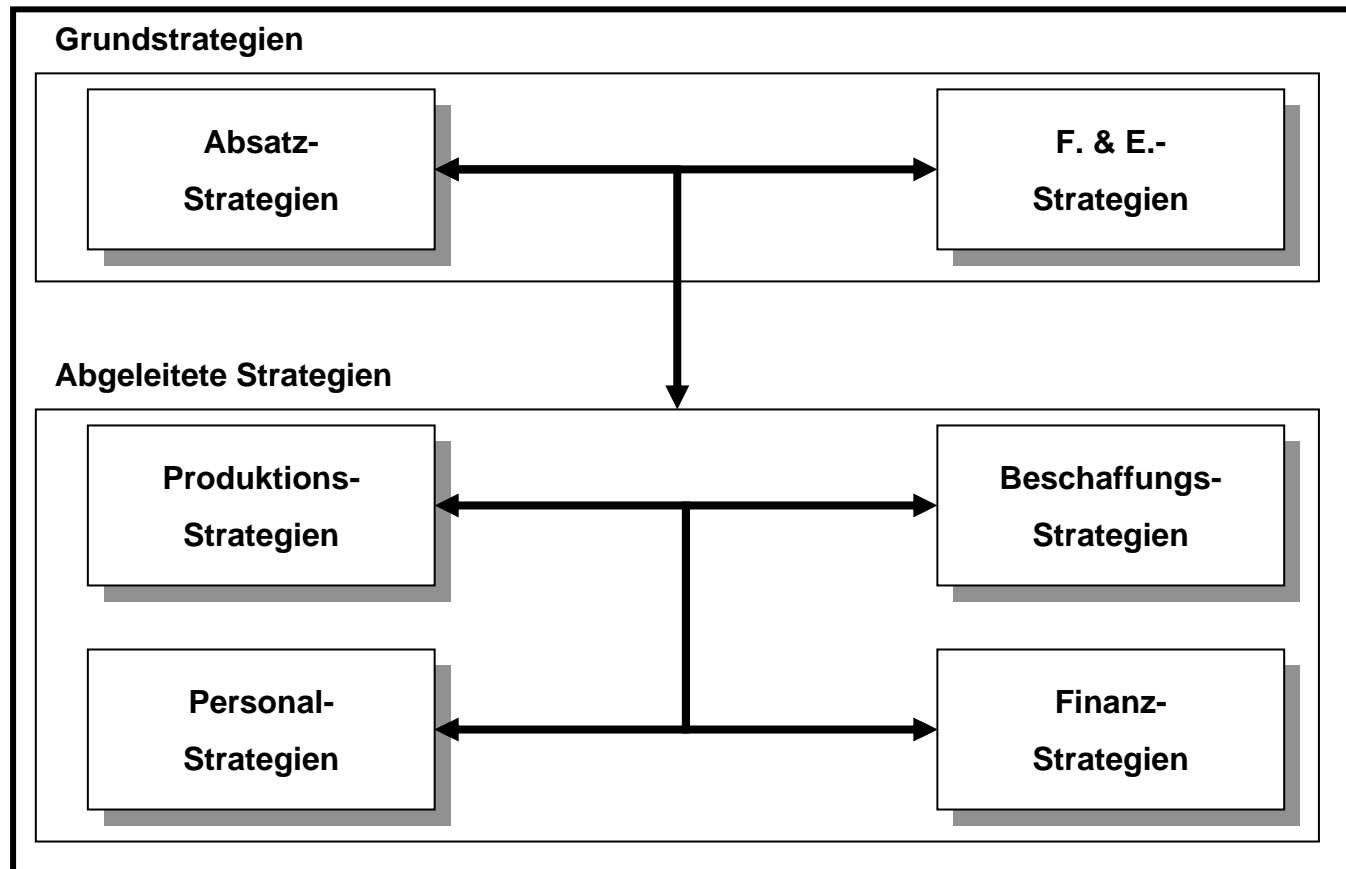 Grundstrategien
Absatz-
Strategien
F. & E.-
Strategien
Abgeleitete Strategien
Produktions-
Strategien
Beschaffungs-
Strategien
Personal-
Strategien
Finanz-
Strategien